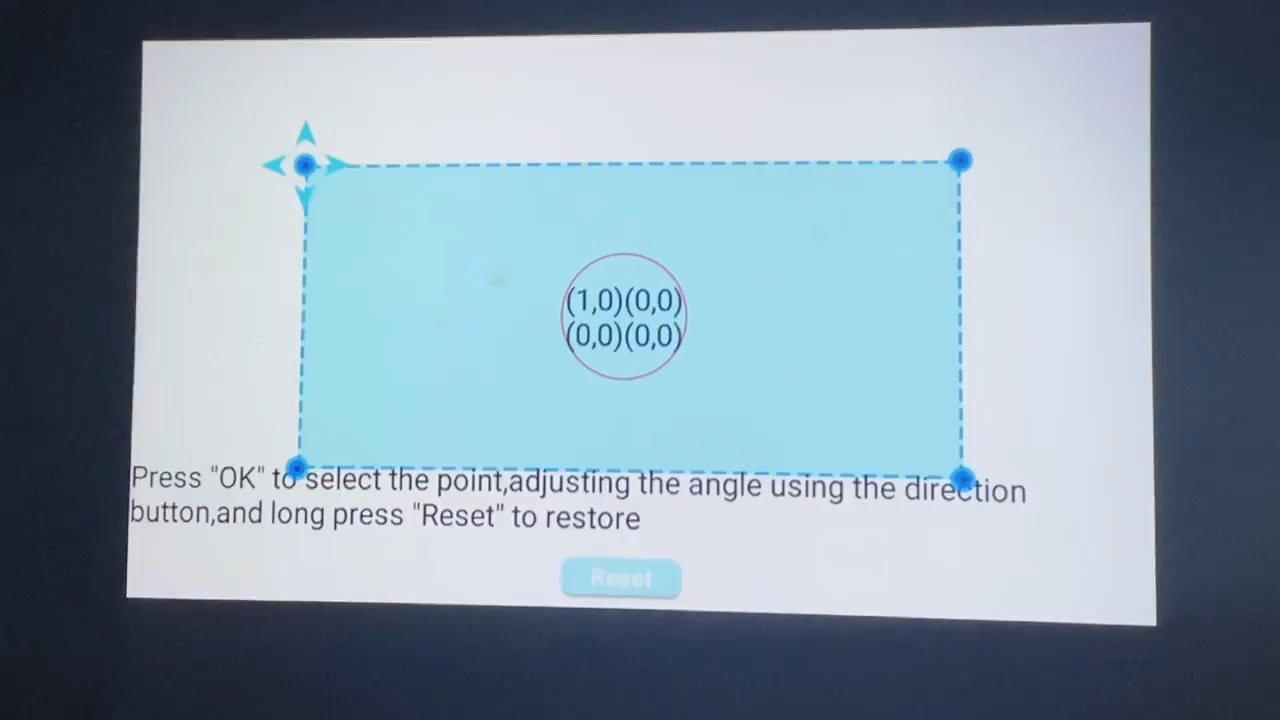 (1,0)(0,0)
(0,0)(0,0)
Press "OK" to select the point,adjusting the angle using the direction
button,and long press "Reset" to restore
Reset